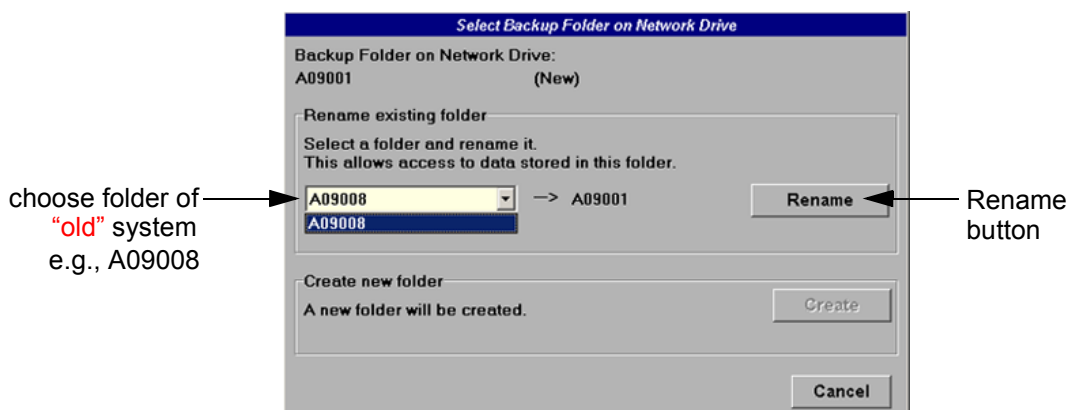 Select Backup Folder on Network Drive
Backup Folder on Network Drive:
A09001 (New)
Rename existing folder
Select a folder and rename it.
This allows access to data stored in this folder.
choose folder of
“old” system
e.g., A09008
A09008 —> A09001 Rename
A09008
Rename
button
Create new folder
A new folder will be created. Create
Cancel